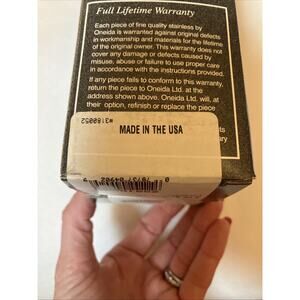 Full Lifetime Warranty
Each piece of fine quality stainless by
Oneida is warranted against original defects
in workmanship and materials for the lifetime
of the original owner. This warranty does not
cover any damage or defects caused by
misuse, abuse or failure to use proper care
in accordance with the instructions provided.
If any piece fails to conform to this warranty,
return the piece to Oneida Ltd. at the
address shown above. Oneida Ltd. will, at
their option, refinish or replace the piece
#3180052
MADE IN THE USA